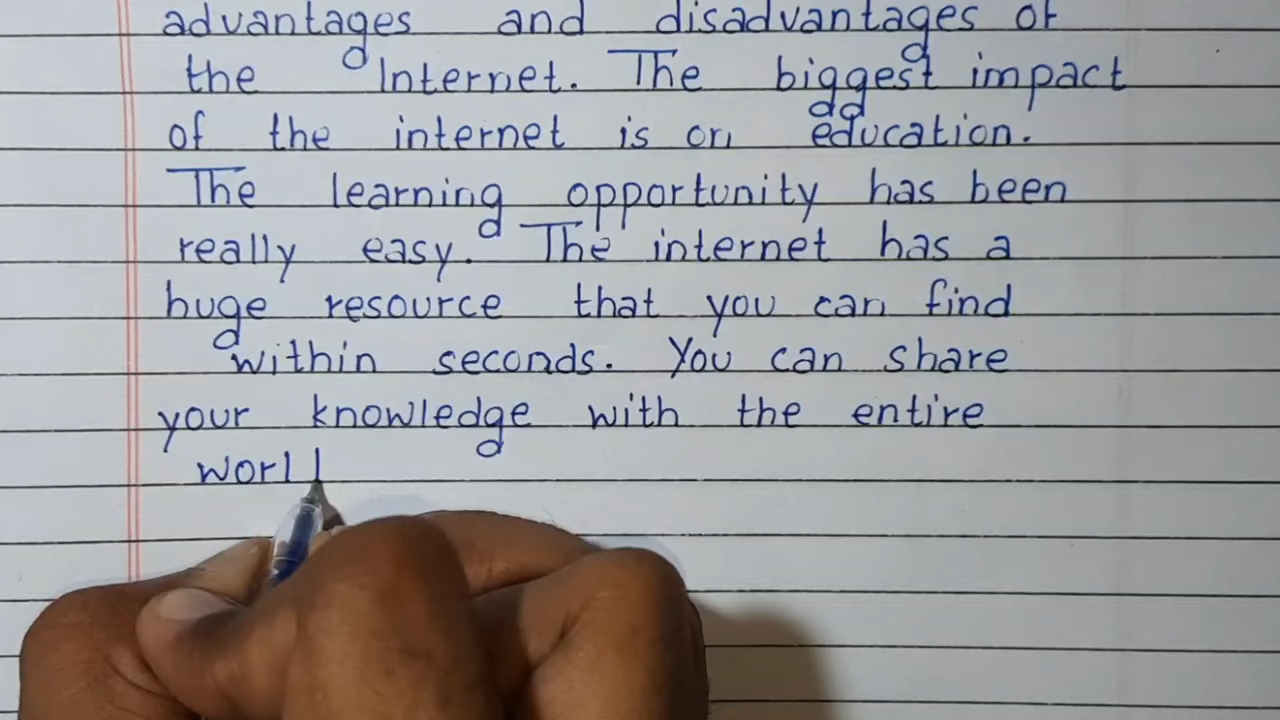 advantages and disadvantages of
the Internet. The biggest impact
of the internet is on education.
The learning opportunity has been
really easy. The internet has a
huge resource that you can find
within seconds. You can share
your knowledge with the entire
worl